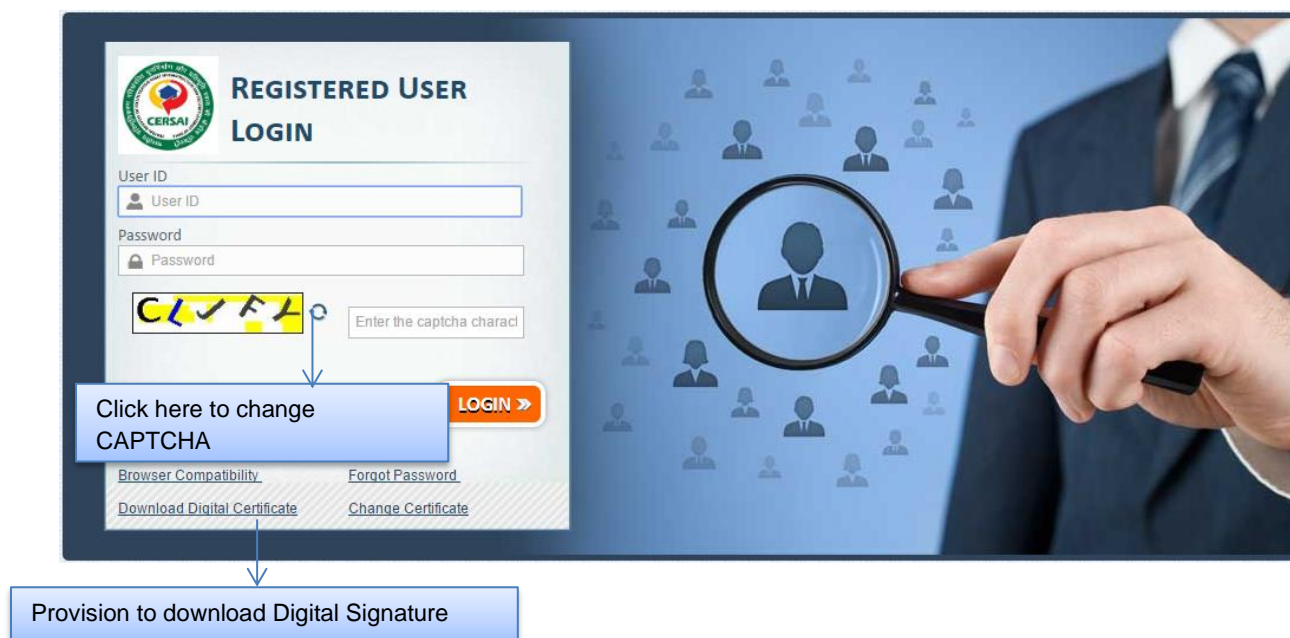 CERSAI
REGISTERED USER
LOGIN
User ID
User ID
Password
Password
Enter the captcha charact
Click here to change
CAPTCHA
LOGIN »
Browser Compatibility
Forgot Password
Download Digital Certificate
Change Certificate
Provision to download Digital Signature